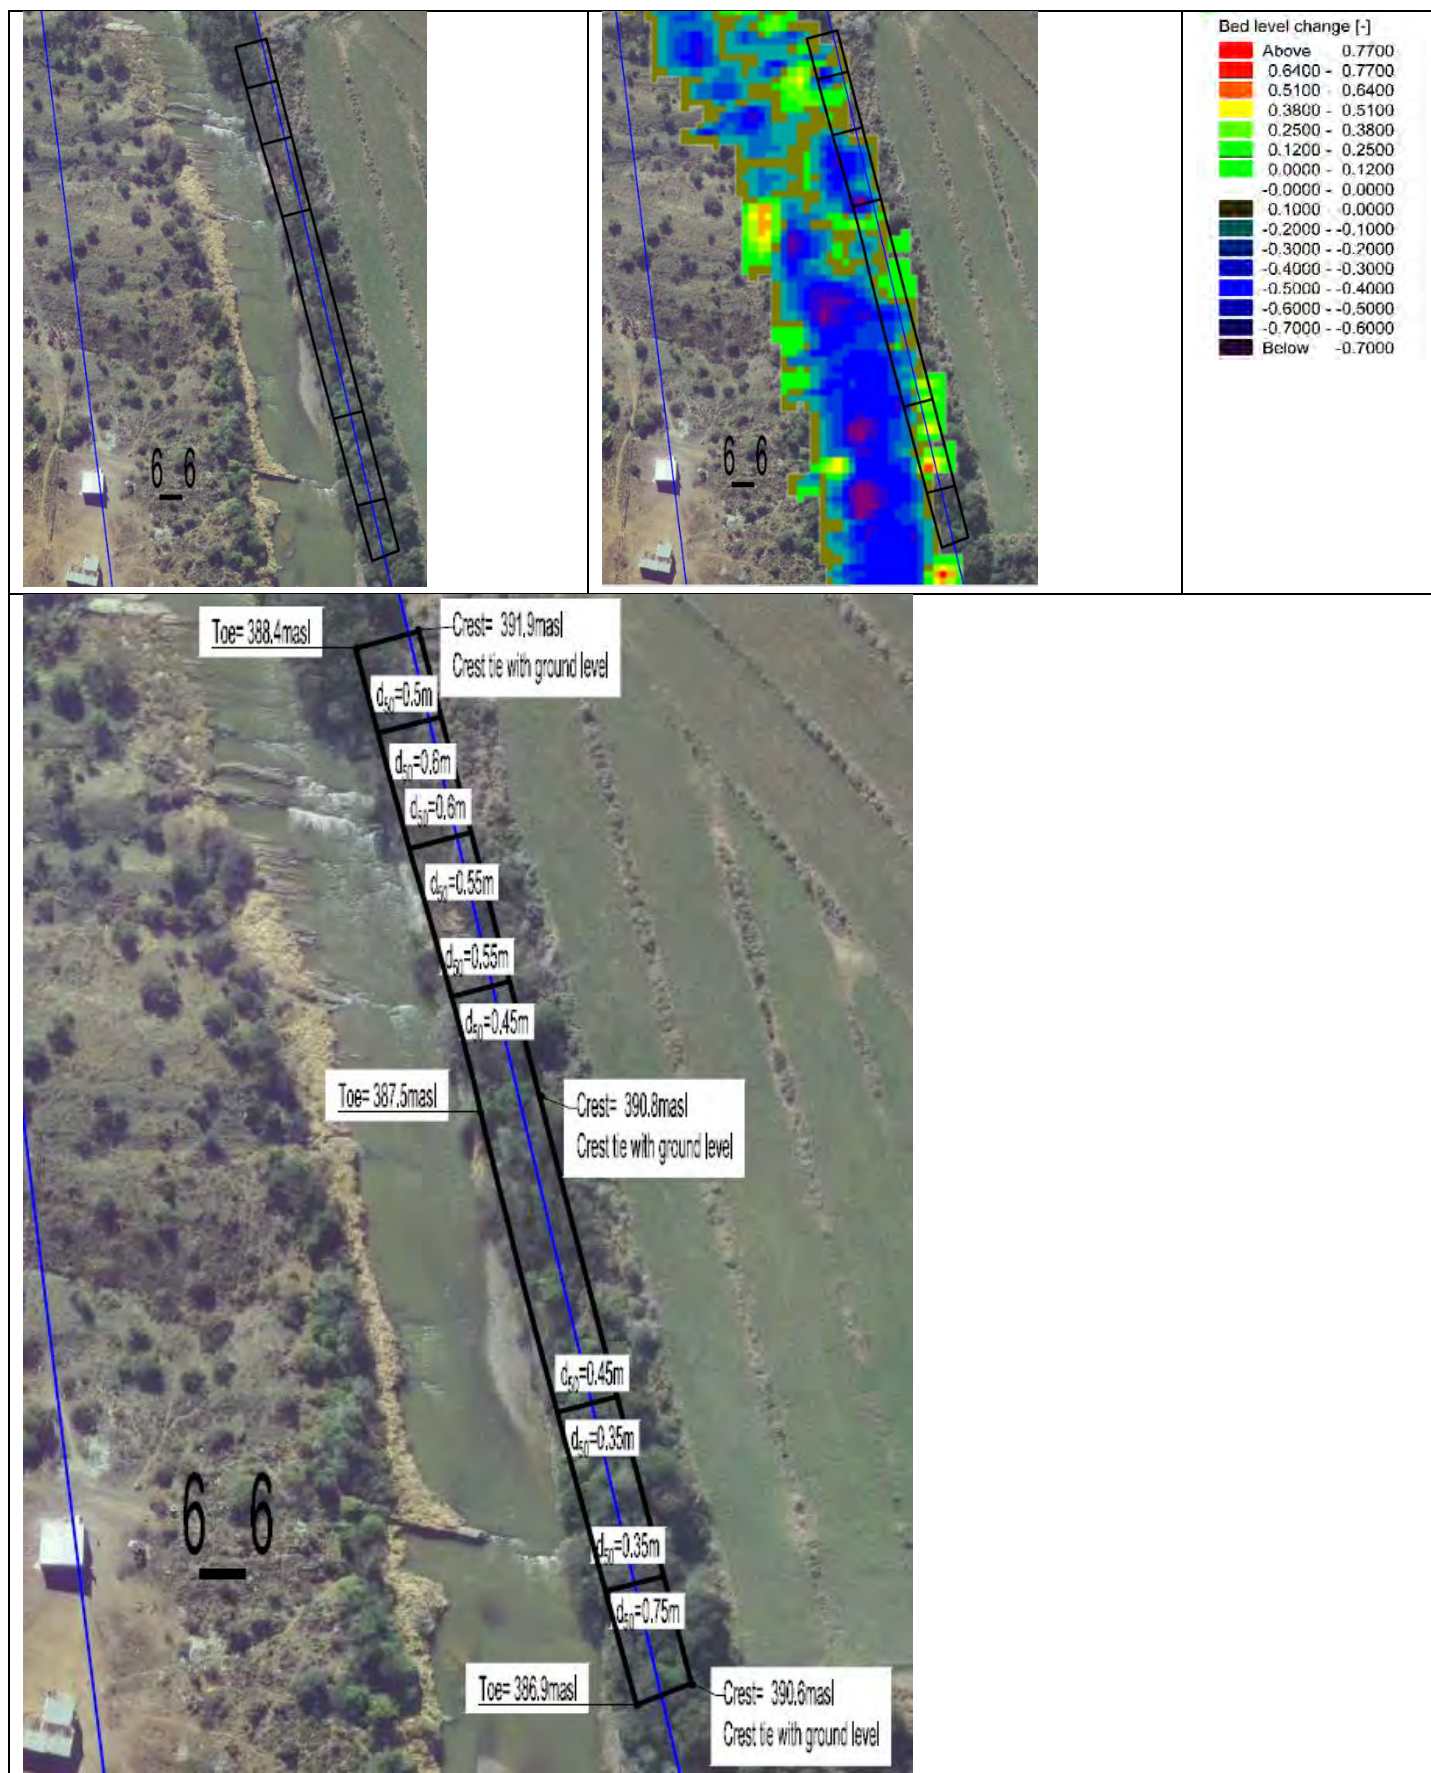 6_6
6_6
Bed level change [-]
Above 0.7700
0.6400 - 0.7700
0.5100 - 0.6400
0.3800 - 0.5100
0.2500 - 0.3800
0.1200 - 0.2500
0.0000 - 0.1200
-0.0000 - 0.0000
0.1000 0.0000
-0.2000 - -0.1000
-0.3000 - -0.2000
-0.4000 - -0.3000
-0.5000 - -0.4000
-0.6000 - -0.5000
-0.7000 - -0.6000
Below -0.7000
Toe= 388.4masl
Crest= 391.9masl
Crest tie with ground level
d50=0.5m
d50=0.6m
d50=0.6m
d50=0.55m
d50=0.55m
d50=0.45m
Toe= 387.5masl
Crest= 390.8masl
Crest tie with ground level
d50=0.45m
d50=0.35m
6_6
d50=0.35m
d50=0.75m
Toe= 386.9masl
Crest= 390.6masl
Crest tie with ground level